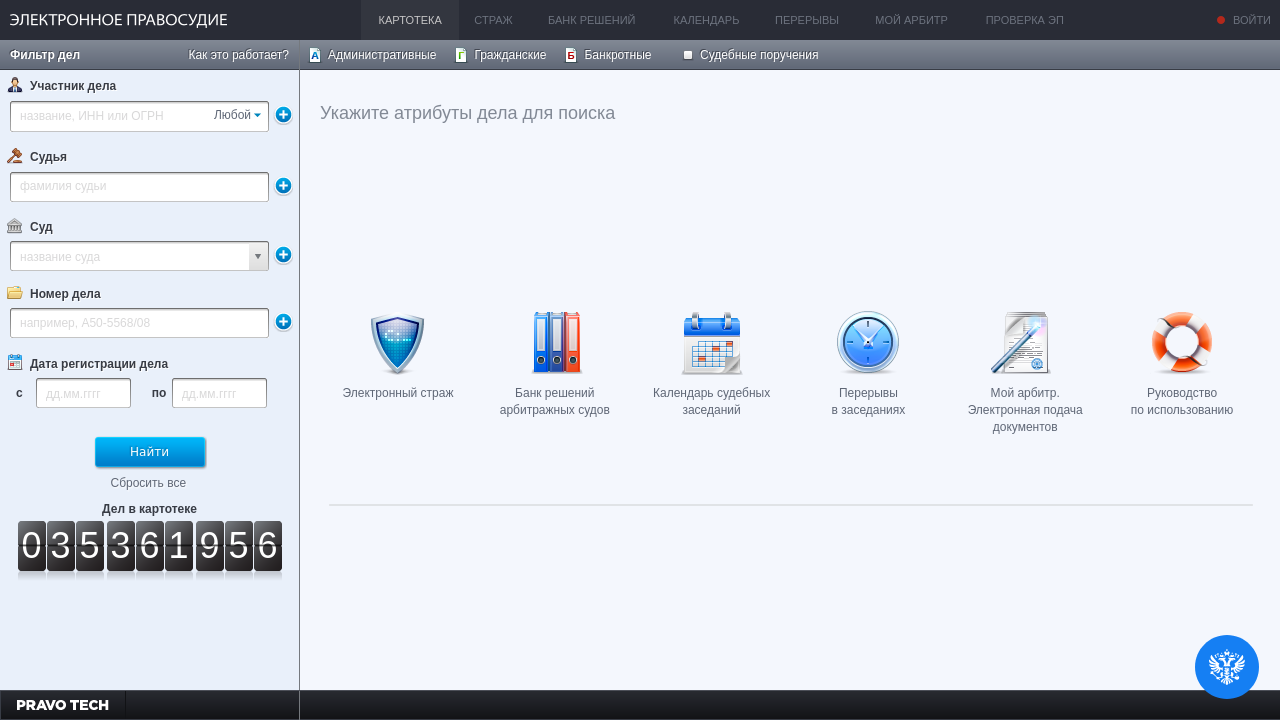 ЭЛЕКТРОННОЕ ПРАВОСУДИЕ
КАРТОТЕКА
СТРАЖ
БАНК РЕШЕНИЙ
КАЛЕНДАРЬ
ПЕРЕРЫВЫ
МОЙ АРБИТР
ПРОВЕРКА ЭП
ВОЙТИ
Фильтр дел
Как это работает?
А Административные
Г Гражданские
Б Банкротные
Судебные поручения
Участник дела
название, ИНН или ОГРН
Любой
Судья
фамилия судьи
Суд
название суда
Номер дела
например, А50-5568/08
Дата регистрации дела
с дд.мм.гггг по дд.мм.гггг
Найти
Сбросить все
Дел в картотеке
035361956
Укажите атрибуты дела для поиска
Электронный страж
Банк решений
арбитражных судов
Календарь судебных
заседаний
Перерывы
в заседаниях
Мой арбитр.
Электронная подача
документов
Руководство
по использованию
PRAVO TECH